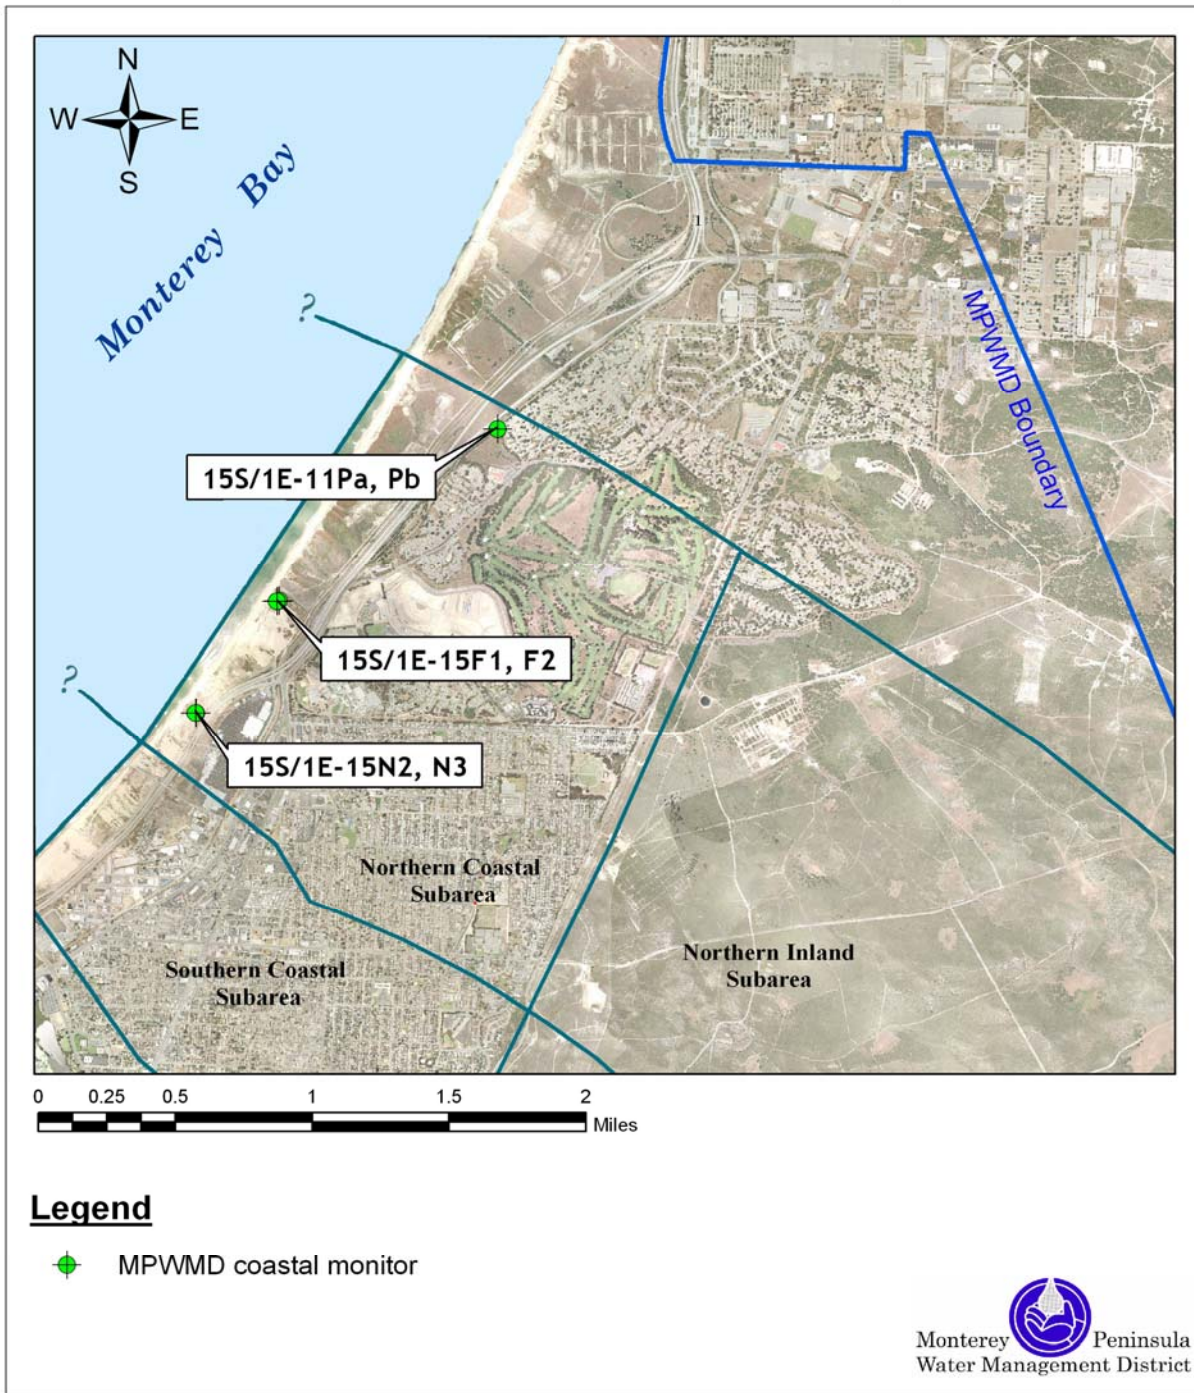 N
W E
S
Monterey Bay
1
?
MPWMD Boundary
15S/1E-11Pa, Pb
15S/1E-15F1, F2
?
15S/1E-15N2, N3
Northern Coastal
Subarea
Northern Inland
Subarea
Southern Coastal
Subarea
0 0.25 0.5 1 1.5 2
Miles
Legend
MPWMD coastal monitor
Monterey Peninsula
Water Management District